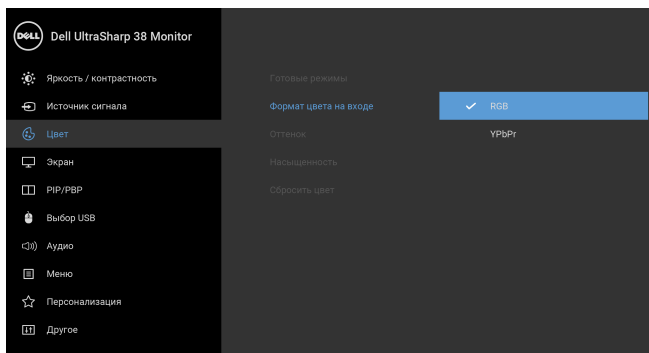 DELL
Dell UltraSharp 38 Monitor
Яркость / контрастность
Готовые режимы
Источник сигнала
Формат цвета на входе
RGB
Цвет
Оттенок
YPbPr
Экран
Насыщенность
PIP/PBP
Сбросить цвет
Выбор USB
Аудио
Меню
Персонализация
Другое